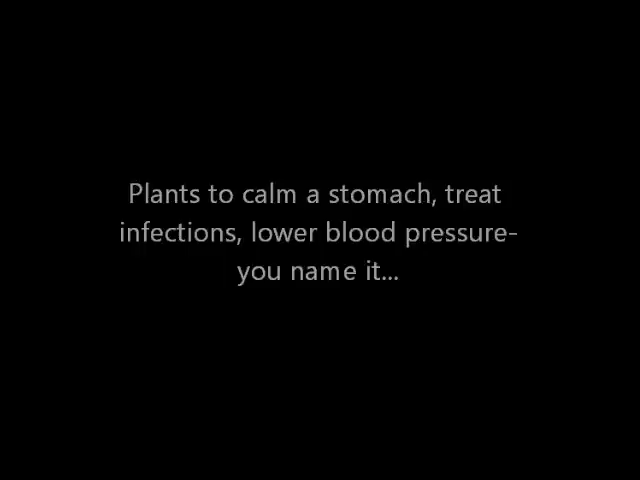 Plants to calm a stomach, treat
infections, lower blood pressure-
you name it...